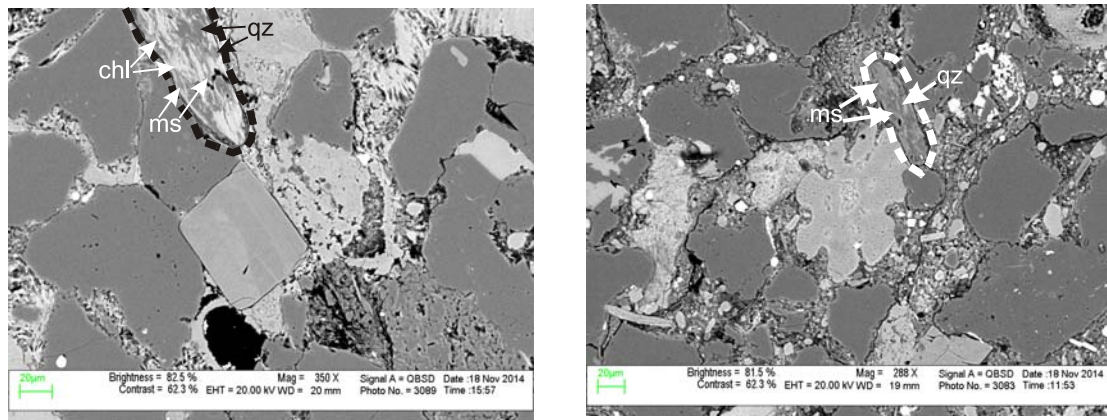 qz
chl
ms
20µm
Brightness = 82.5 %
Contrast = 62.3 %
EHT = 20.00 kV
Mag = 350 X
WD = 20 mm
Signal A = QBSD
Photo No. = 3089
Date :18 Nov 2014
Time :15:57
qz
ms
20µm
Brightness = 81.5 %
Contrast = 62.3 %
EHT = 20.00 kV
Mag = 288 X
WD = 19 mm
Signal A = QBSD
Photo No. = 3083
Date :18 Nov 2014
Time :11:53